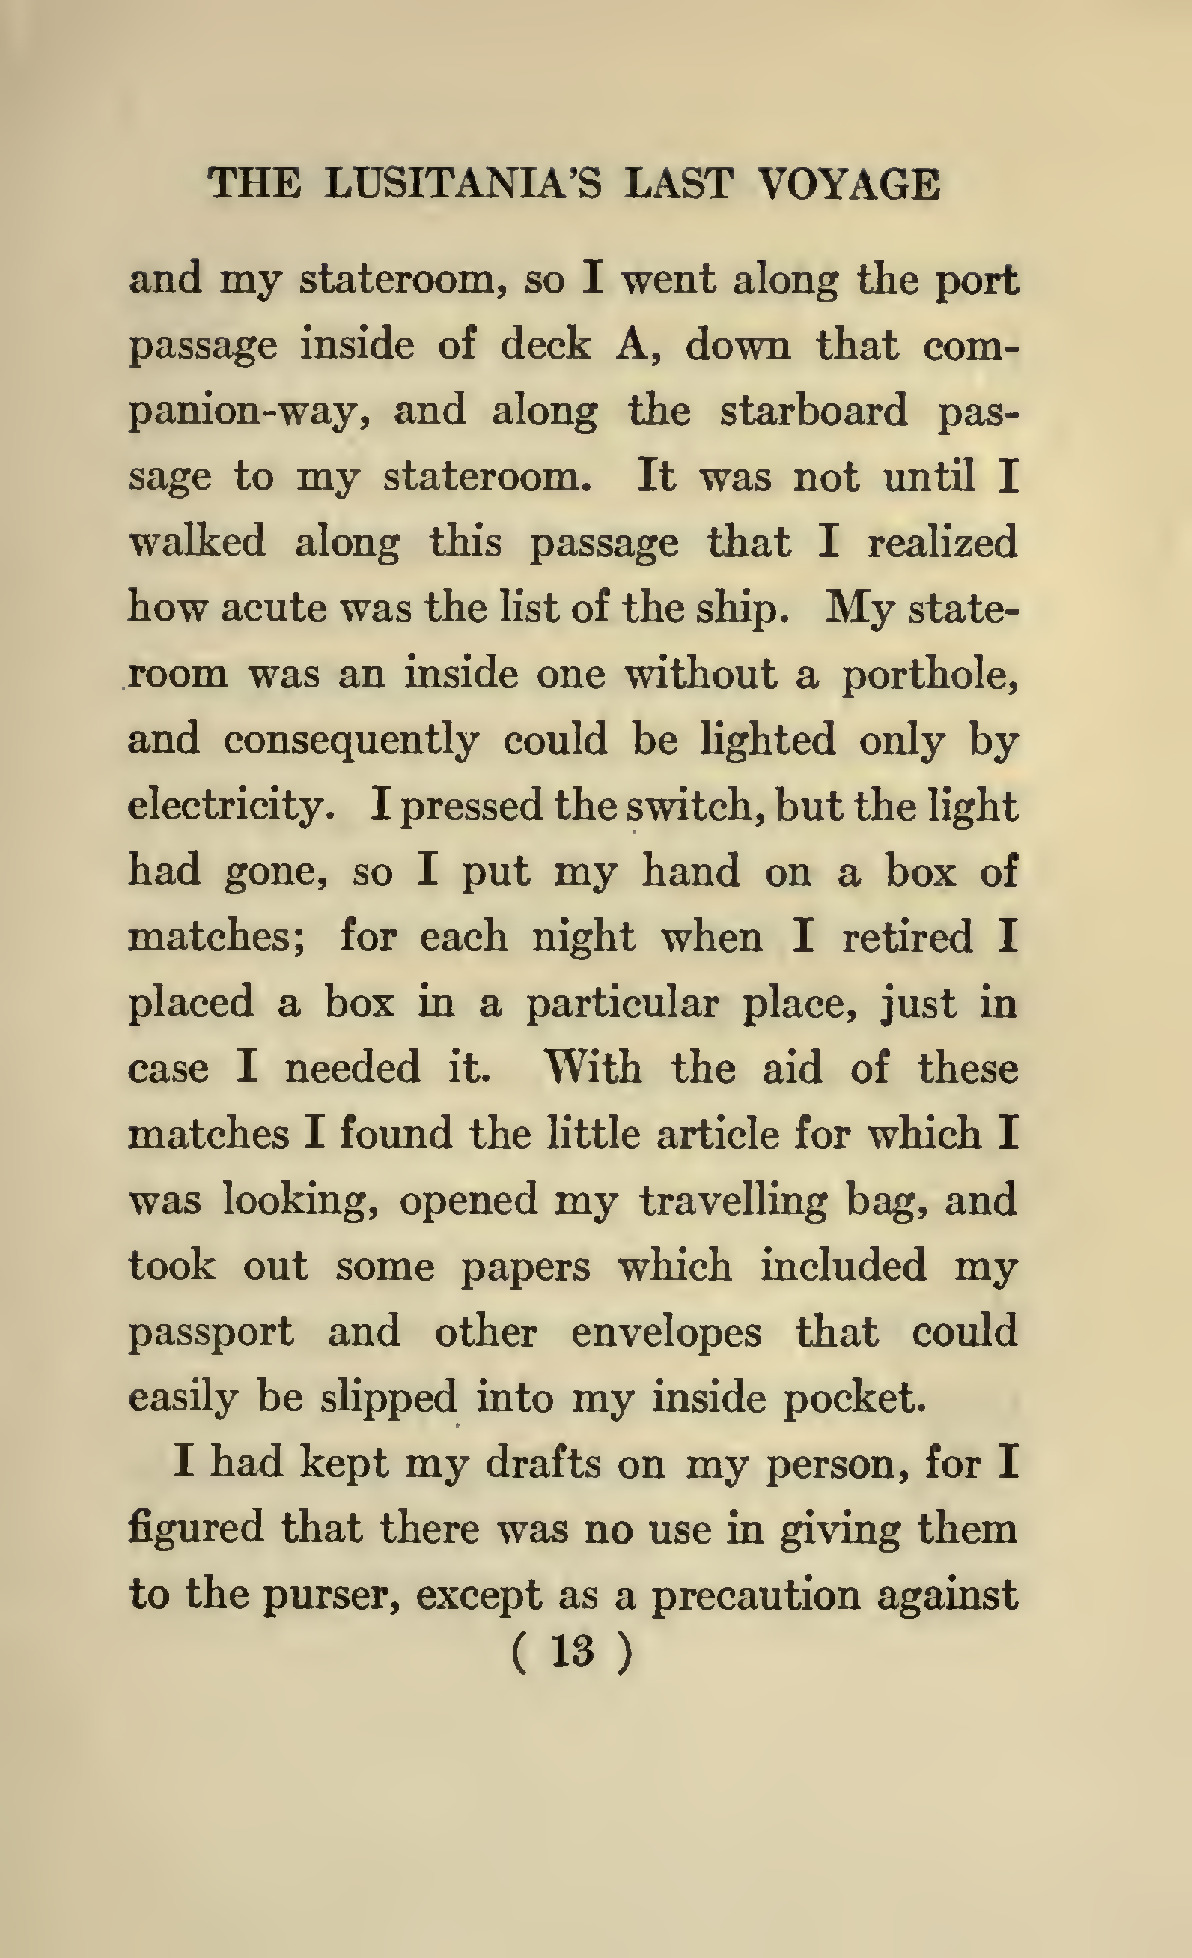 THE LUSITANIA'S LAST VOYAGE
and my stateroom, so I went along the port
passage inside of deck A, down that com-
panion-way, and along the starboard pas-
sage to my stateroom. It was not until I
walked along this passage that I realized
how acute was the list of the ship. My state-
room was an inside one without a porthole,
and consequently could be lighted only by
electricity. I pressed the switch, but the light
had gone, so I put my hand on a box of
matches; for each night when I retired I
placed a box in a particular place, just in
case I needed it. With the aid of these
matches I found the little article for which I
was looking, opened my travelling bag, and
took out some papers which included my
passport and other envelopes that could
easily be slipped into my inside pocket.
I had kept my drafts on my person, for I
figured that there was no use in giving them
to the purser, except as a precaution against
( 13 )